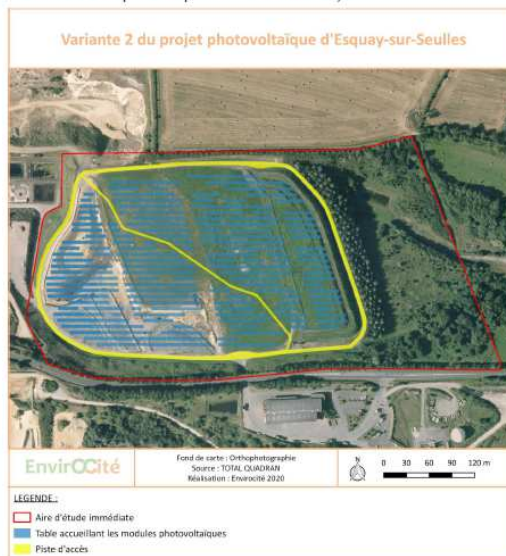 Variante 2 du projet photovoltaïque d'Esquay-sur-Seulles
EnvirOCité
Fond de carte : Orthophotographie
Source : TOTAL QUADRAN
Réalisation : Envirocité 2020
N
0 30 60 90 120 m
LEGENDE :
Aire d'étude immédiate
Table accueillant les modules photovoltaïques
Piste d'accès